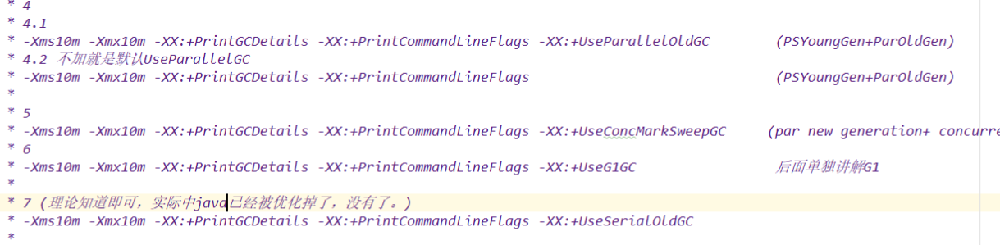 * 4
* 4.1
* -Xms10m -Xmx10m -XX:+PrintGCDetails -XX:+PrintCommandLineFlags -XX:+UseParallelOldGC (PSYoungGen+ParOldGen)
* 4.2 不加就是默认UseParallelGC
* -Xms10m -Xmx10m -XX:+PrintGCDetails -XX:+PrintCommandLineFlags (PSYoungGen+ParOldGen)
*
* 5
* -Xms10m -Xmx10m -XX:+PrintGCDetails -XX:+PrintCommandLineFlags -XX:+UseConcMarkSweepGC (par new generation+ concurre
* 6
* -Xms10m -Xmx10m -XX:+PrintGCDetails -XX:+PrintCommandLineFlags -XX:+UseG1GC 后面单独讲解G1
*
* 7 (理论知道即可，实际中java已经被优化掉了，没有了。)
* -Xms10m -Xmx10m -XX:+PrintGCDetails -XX:+PrintCommandLineFlags -XX:+UseSerialOldGC
*